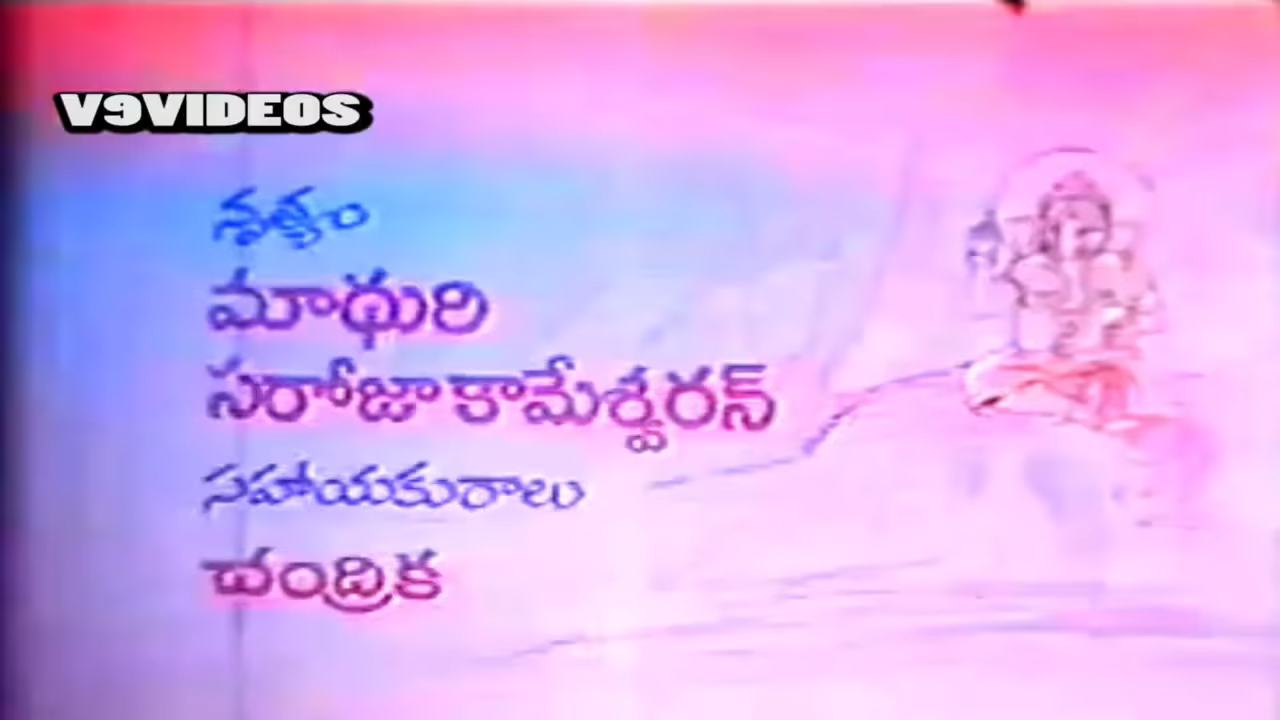 V9VIDEOS
నృత్యం
మాధురి
సరోజా కామేశ్వరన్
సహాయకురాలు
చంద్రిక